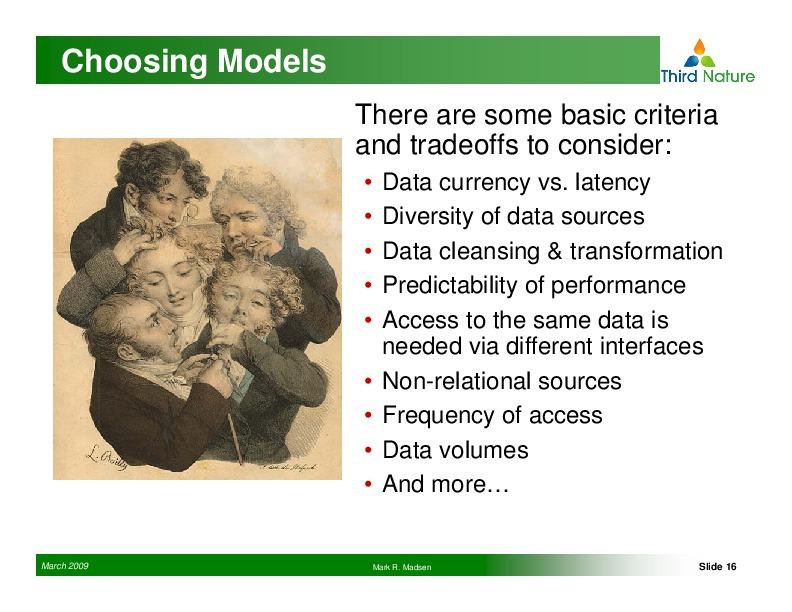 Choosing Models
Third Nature
There are some basic criteria
and tradeoffs to consider:
• Data currency vs. latency
• Diversity of data sources
• Data cleansing & transformation
• Predictability of performance
• Access to the same data is
needed via different interfaces
• Non-relational sources
• Frequency of access
• Data volumes
• And more…
L. Boilly
March 2009
Mark R. Madsen
Slide 16